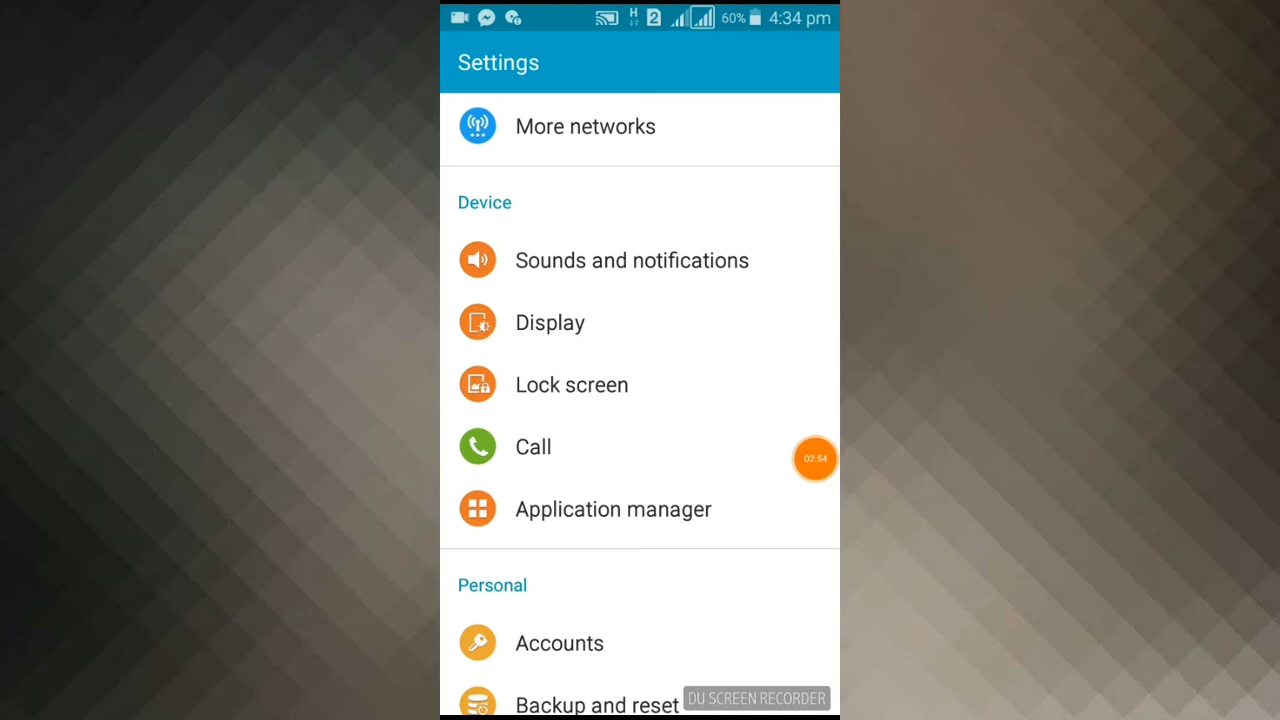 2 60% 4:34 pm
Settings
More networks
Device
Sounds and notifications
Display
Lock screen
Call
02:54
Application manager
Personal
Accounts
Backup and reset
DU SCREEN RECORDER